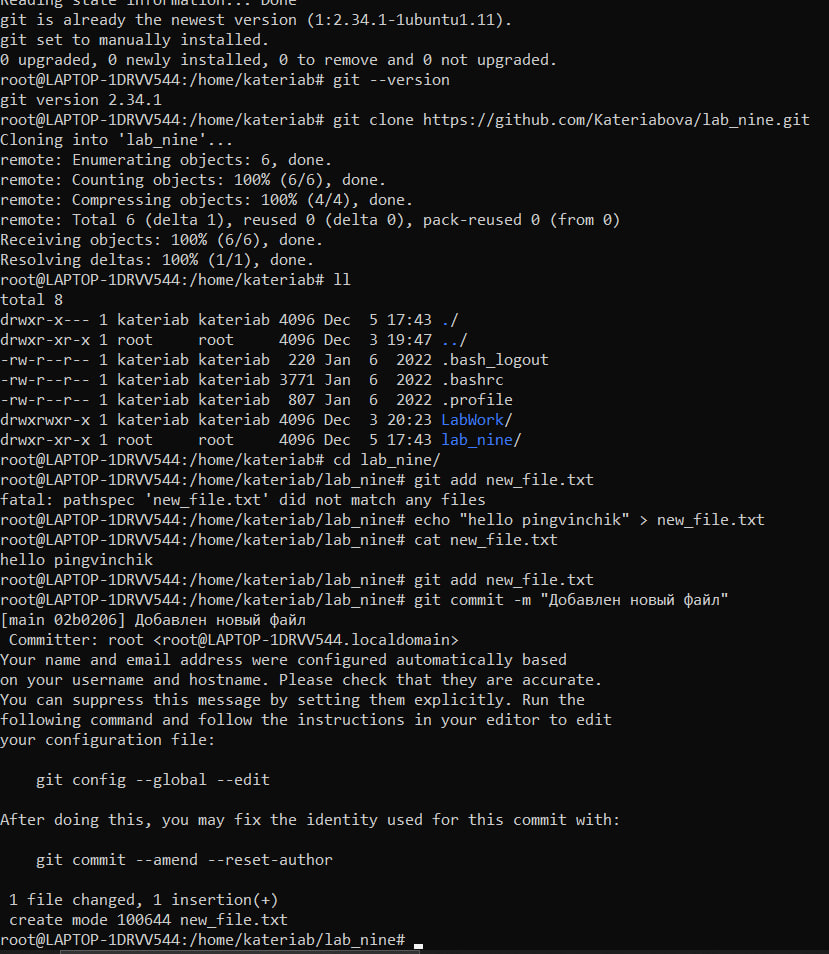 Reading state information... Done
git is already the newest version (1:2.34.1-1ubuntu1.11).
git set to manually installed.
0 upgraded, 0 newly installed, 0 to remove and 0 not upgraded.
root@LAPTOP-1DRVV544:/home/kateriab# git --version
git version 2.34.1
root@LAPTOP-1DRVV544:/home/kateriab# git clone https://github.com/Kateriabova/lab_nine.git
Cloning into 'lab_nine'...
remote: Enumerating objects: 6, done.
remote: Counting objects: 100% (6/6), done.
remote: Compressing objects: 100% (4/4), done.
remote: Total 6 (delta 1), reused 0 (delta 0), pack-reused 0 (from 0)
Receiving objects: 100% (6/6), done.
Resolving deltas: 100% (1/1), done.
root@LAPTOP-1DRVV544:/home/kateriab# ll
total 8
drwxr-x--- 1 kateriab kateriab 4096 Dec  5 17:43 ./
drwxr-xr-x 1 root     root     4096 Dec  3 19:47 ../
-rw-r--r-- 1 kateriab kateriab  220 Jan  6  2022 .bash_logout
-rw-r--r-- 1 kateriab kateriab 3771 Jan  6  2022 .bashrc
-rw-r--r-- 1 kateriab kateriab  807 Jan  6  2022 .profile
drwxrwxr-x 1 kateriab kateriab 4096 Dec  3 20:23 LabWork/
drwxr-xr-x 1 root     root     4096 Dec  5 17:43 lab_nine/
root@LAPTOP-1DRVV544:/home/kateriab# cd lab_nine/
root@LAPTOP-1DRVV544:/home/kateriab/lab_nine# git add new_file.txt
fatal: pathspec 'new_file.txt' did not match any files
root@LAPTOP-1DRVV544:/home/kateriab/lab_nine# echo "hello pingvinchik" > new_file.txt
root@LAPTOP-1DRVV544:/home/kateriab/lab_nine# cat new_file.txt
hello pingvinchik
root@LAPTOP-1DRVV544:/home/kateriab/lab_nine# git add new_file.txt
root@LAPTOP-1DRVV544:/home/kateriab/lab_nine# git commit -m "Добавлен новый файл"
[main 02b0206] Добавлен новый файл
 Committer: root <root@LAPTOP-1DRVV544.localdomain>
Your name and email address were configured automatically based
on your username and hostname. Please check that they are accurate.
You can suppress this message by setting them explicitly. Run the
following command and follow the instructions in your editor to edit
your configuration file:

    git config --global --edit

After doing this, you may fix the identity used for this commit with:

    git commit --amend --reset-author

 1 file changed, 1 insertion(+)
 create mode 100644 new_file.txt
root@LAPTOP-1DRVV544:/home/kateriab/lab_nine#